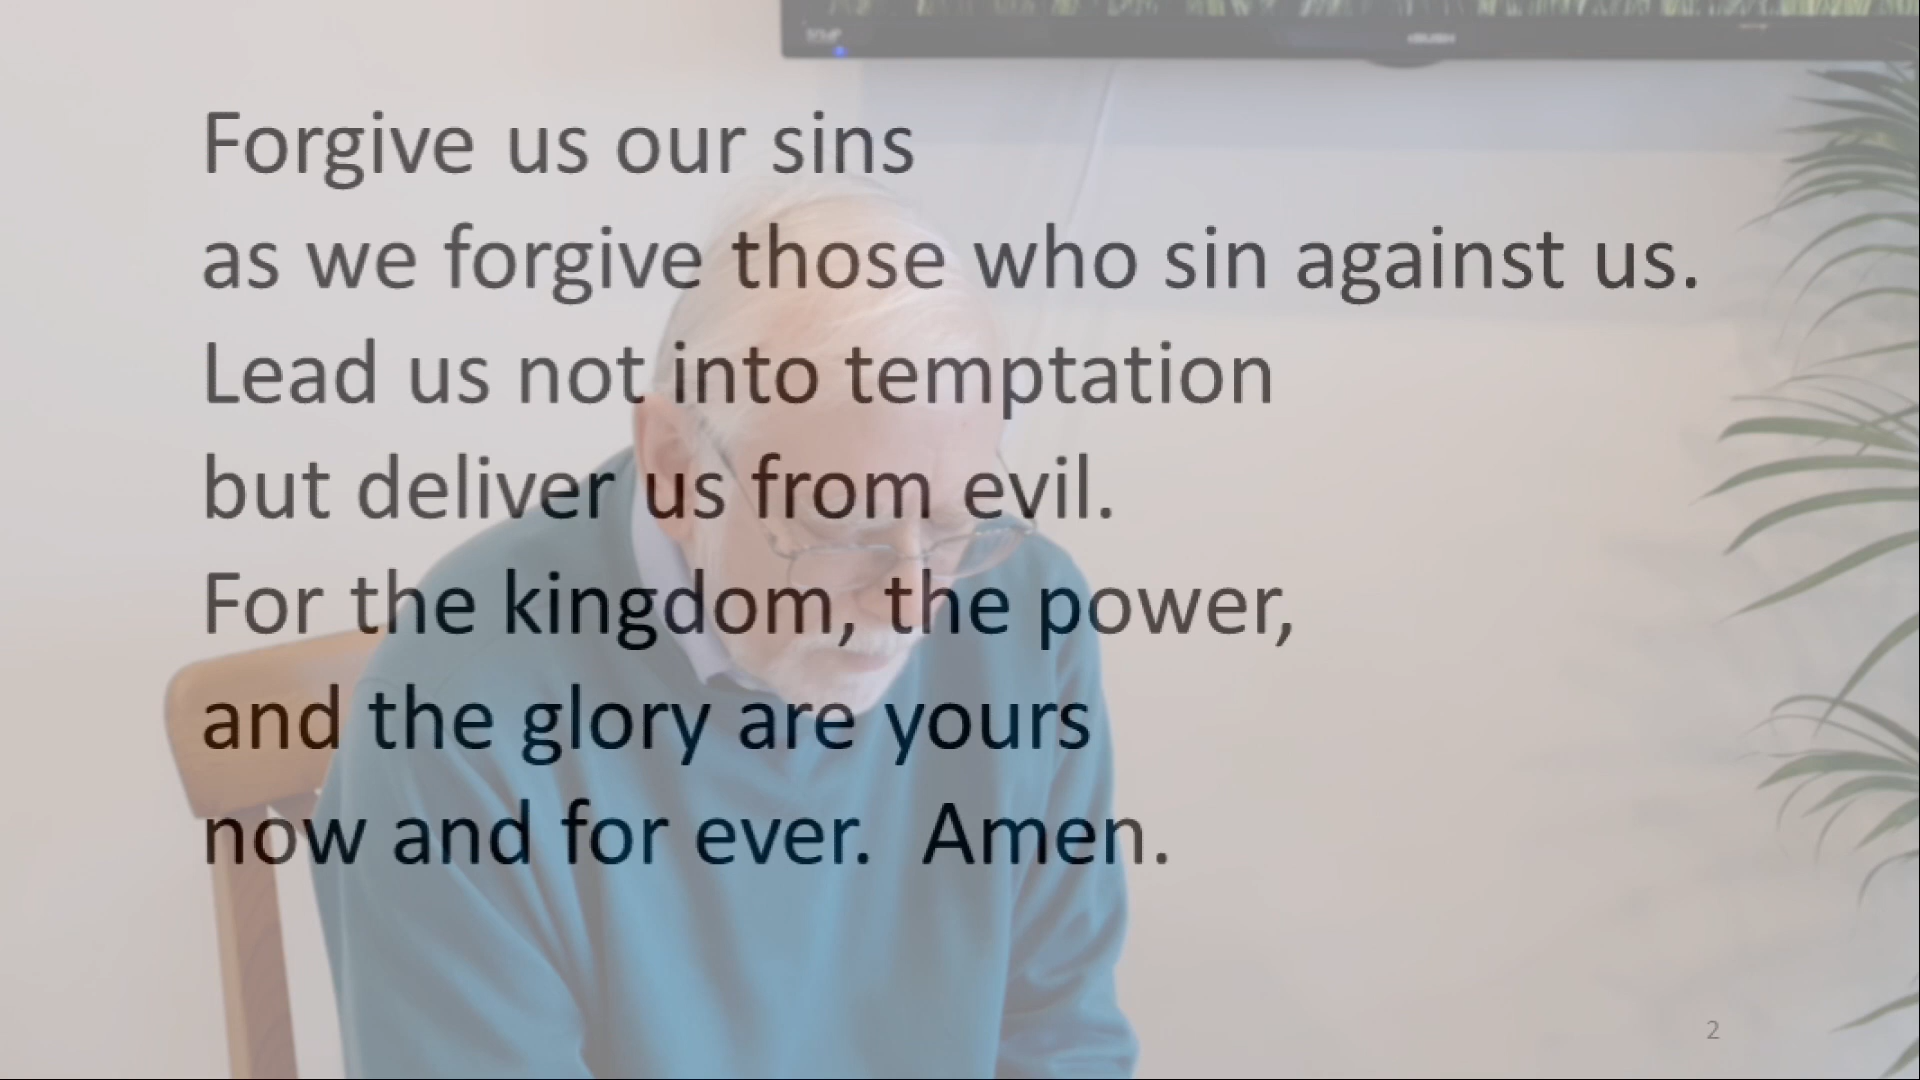 Forgive us our sins
as we forgive those who sin against us.
Lead us not into temptation
but deliver us from evil.
For the kingdom, the power,
and the glory are yours
now and for ever.  Amen.
2